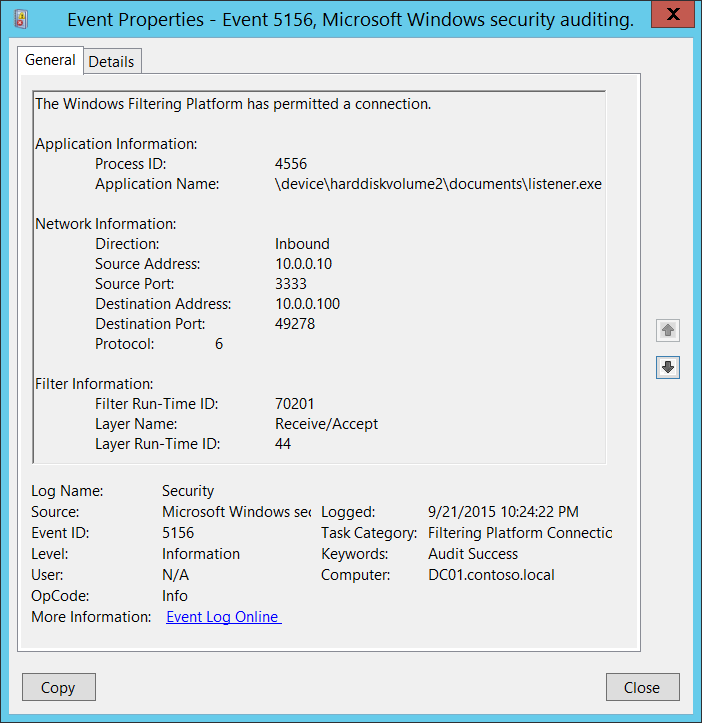 Event Properties - Event 5156, Microsoft Windows security auditing.
General Details
The Windows Filtering Platform has permitted a connection.
Application Information:
Process ID: 4556
Application Name: \device\harddiskvolume2\documents\listener.exe
Network Information:
Direction: Inbound
Source Address: 10.0.0.10
Source Port: 3333
Destination Address: 10.0.0.100
Destination Port: 49278
Protocol: 6
Filter Information:
Filter Run-Time ID: 70201
Layer Name: Receive/Accept
Layer Run-Time ID: 44
Log Name: Security
Source: Microsoft Windows sec Logged: 9/21/2015 10:24:22 PM
Event ID: 5156 Task Category: Filtering Platform Connectio
Level: Information Keywords: Audit Success
User: N/A Computer: DC01.contoso.local
OpCode: Info
More Information: Event Log Online
Copy Close